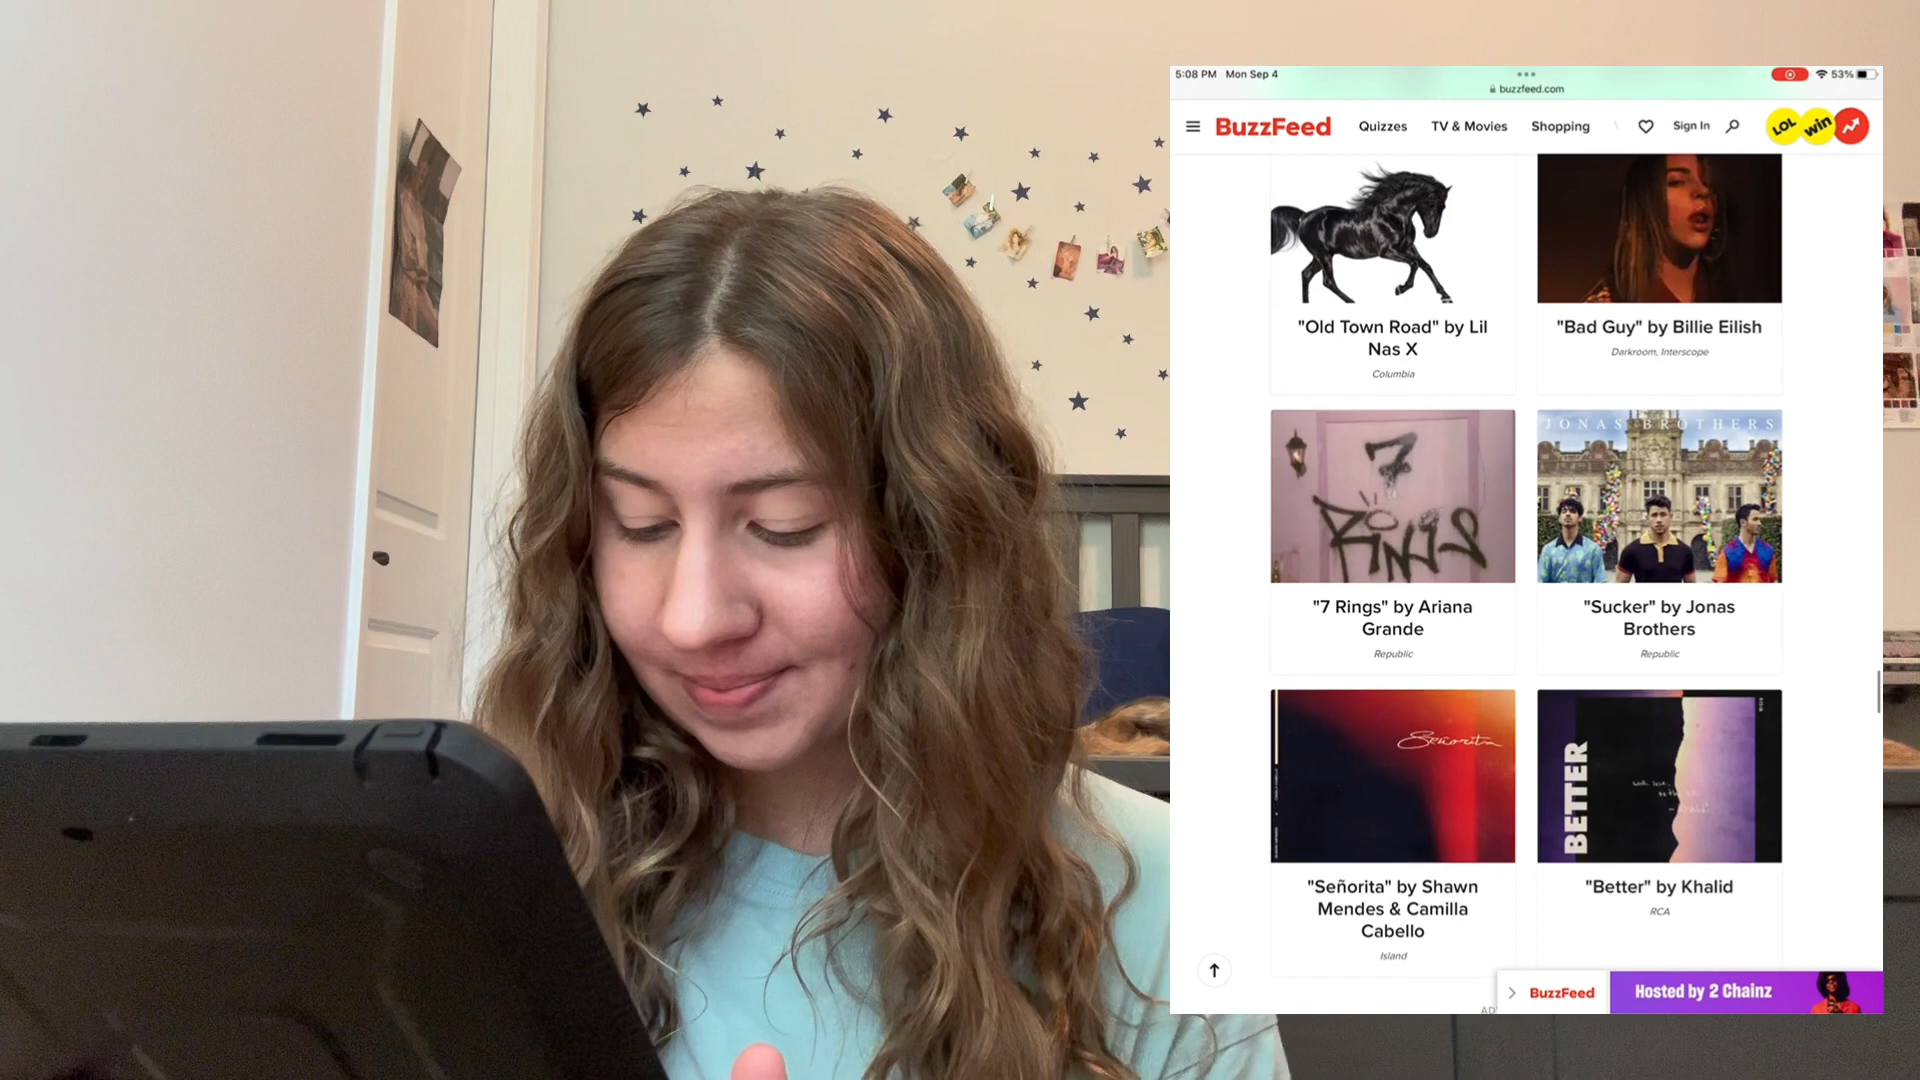 5:08 PM Mon Sep 4
53%
buzzfeed.com
BuzzFeed Quizzes TV & Movies Shopping Sign In LOL win
"Old Town Road" by Lil
Nas X
Columbia
"Bad Guy" by Billie Eilish
Darkroom, Interscope
7
RINGS
"7 Rings" by Ariana
Grande
Republic
JONAS BROTHERS
"Sucker" by Jonas
Brothers
Republic
Señorita
"Señorita" by Shawn
Mendes & Camilla
Cabello
Island
BETTER
"Better" by Khalid
RCA
AD
BuzzFeed
Hosted by 2 Chainz